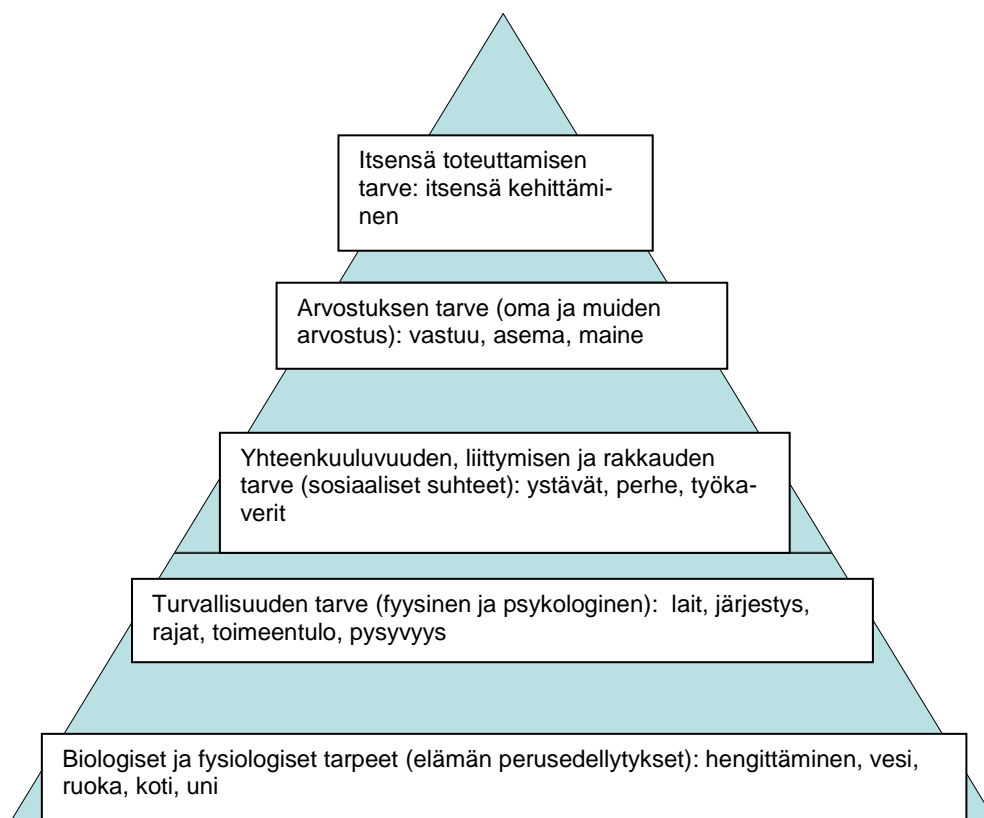 Itsensä toteuttamisen
tarve: itsensä kehittämi-
nen
Arvostuksen tarve (oma ja muiden
arvostus): vastuu, asema, maine
Yhteenkuuluvuuden, liittymisen ja rakkauden
tarve (sosiaaliset suhteet): ystävät, perhe, työka-
verit
Turvallisuuden tarve (fyysinen ja psykologinen):  lait, järjestys,
rajat, toimeentulo, pysyvyys
Biologiset ja fysiologiset tarpeet (elämän perusedellytykset): hengittäminen, vesi,
ruoka, koti, uni